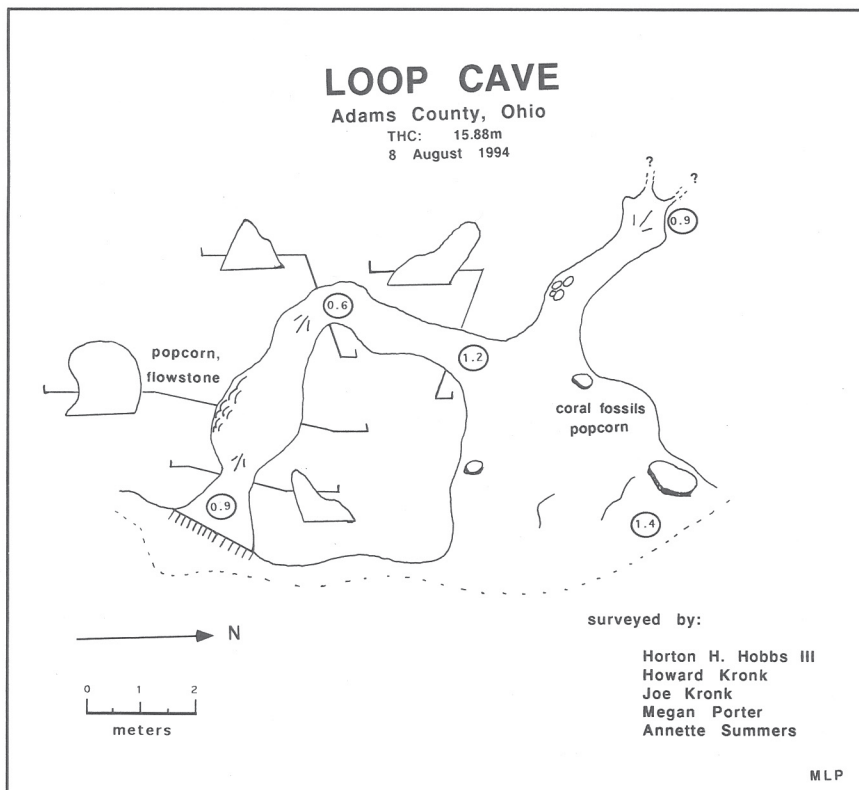 LOOP CAVE
Adams County, Ohio
THC: 15.88m
8 August 1994
?
?
0.9
0.6
1.2
popcorn,
flowstone
coral fossils
popcorn
0.9
1.4
N
0 1 2
meters
surveyed by:
Horton H. Hobbs III
Howard Kronk
Joe Kronk
Megan Porter
Annette Summers
MLP